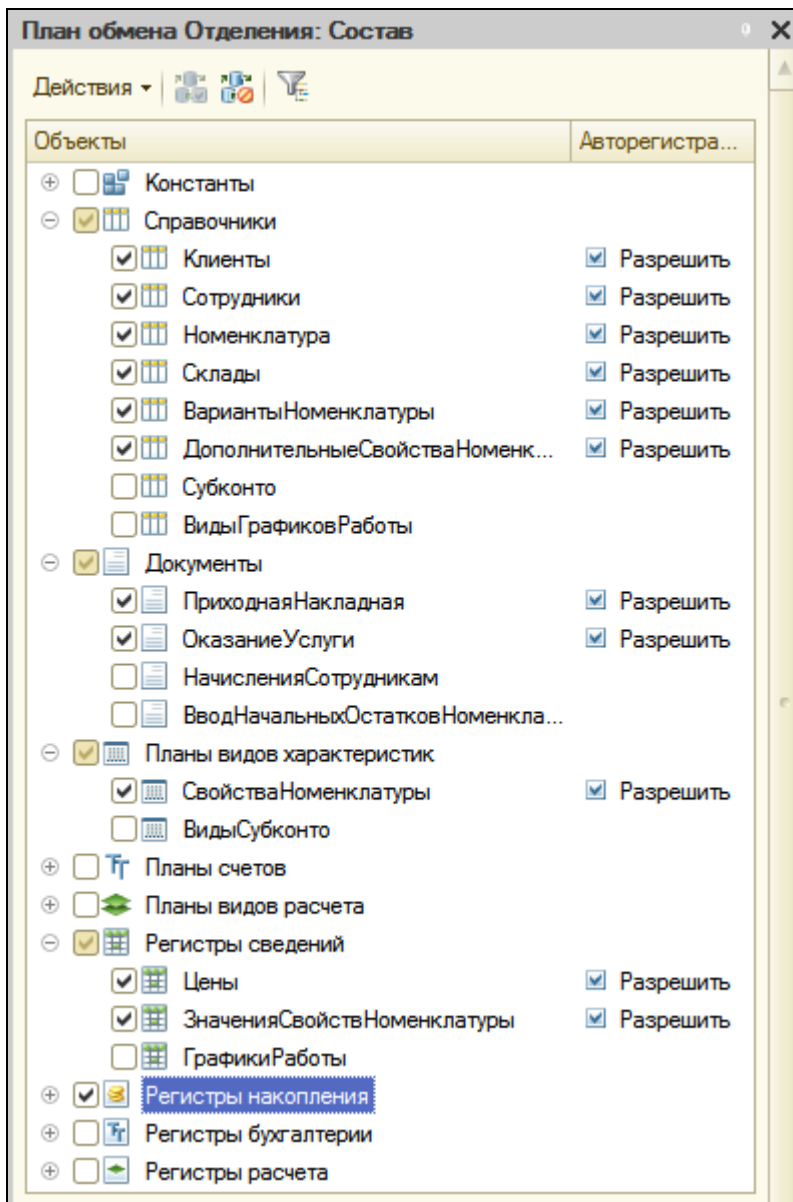 План обмена Отделения: Состав
Действия
Объекты Авторегистра...
Константы
Справочники
Клиенты Разрешить
Сотрудники Разрешить
Номенклатура Разрешить
Склады Разрешить
ВариантыНоменклатуры Разрешить
ДополнительныеСвойстваНоменк... Разрешить
Субконто
ВидыГрафиковРаботы
Документы
ПриходнаяНакладная Разрешить
ОказаниеУслуги Разрешить
НачисленияСотрудникам
ВводНачальныхОстатковНоменкла...
Планы видов характеристик
СвойстваНоменклатуры Разрешить
ВидыСубконто
Планы счетов
Планы видов расчета
Регистры сведений
Цены Разрешить
ЗначенияСвойствНоменклатуры Разрешить
ГрафикиРаботы
Регистры накопления
Регистры бухгалтерии
Регистры расчета